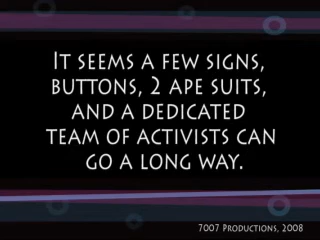 It seems a few signs,
buttons, 2 ape suits,
and a dedicated
team of activists can
go a long way.
7007 Productions, 2008